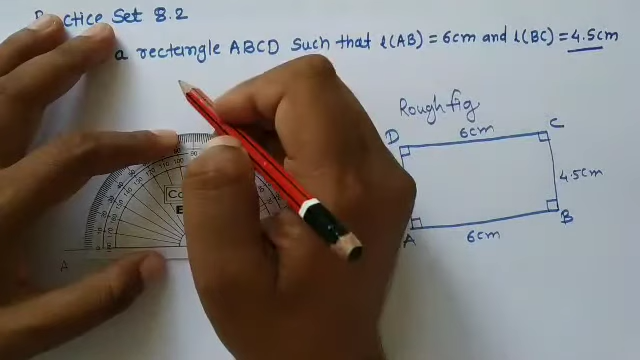 Practice Set 8.2
a rectangle ABCD such that l(AB) = 6cm and l(BC) = 4.5cm
Rough fig
D 6cm C
4.5cm
A 6cm B
A